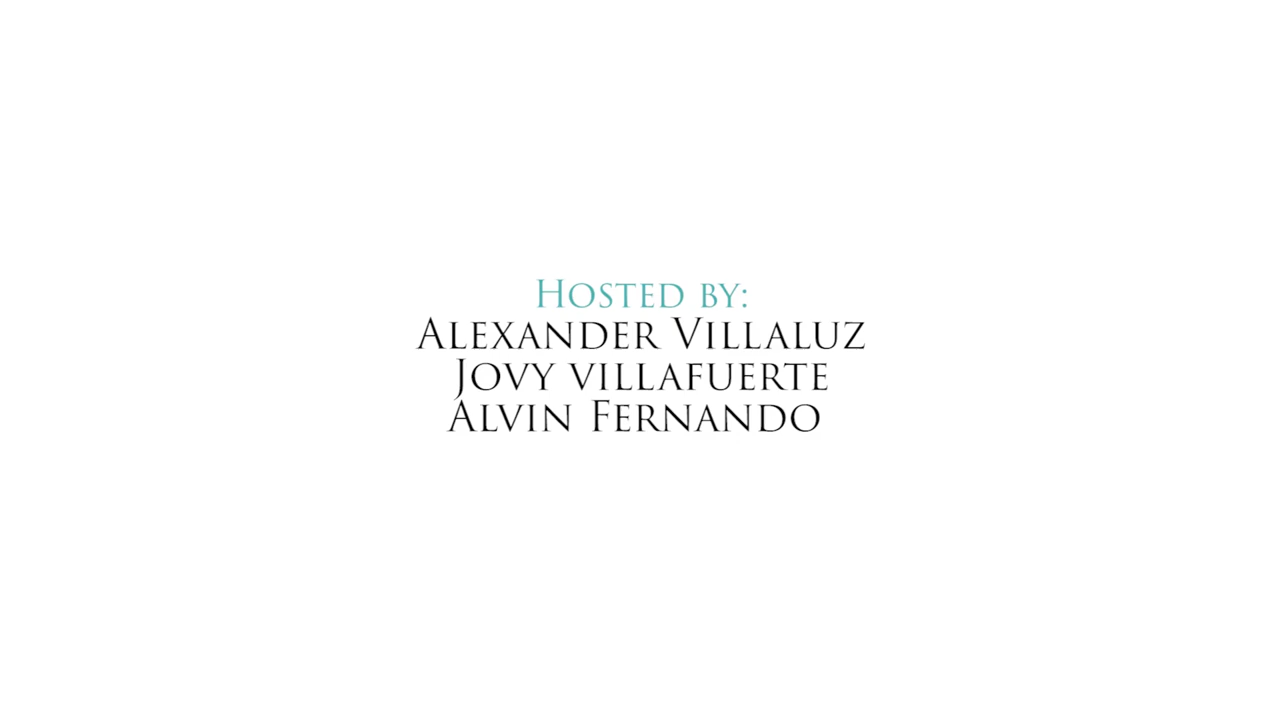 Hosted by:
Alexander Villaluz
Jovy villafuerte
Alvin Fernando